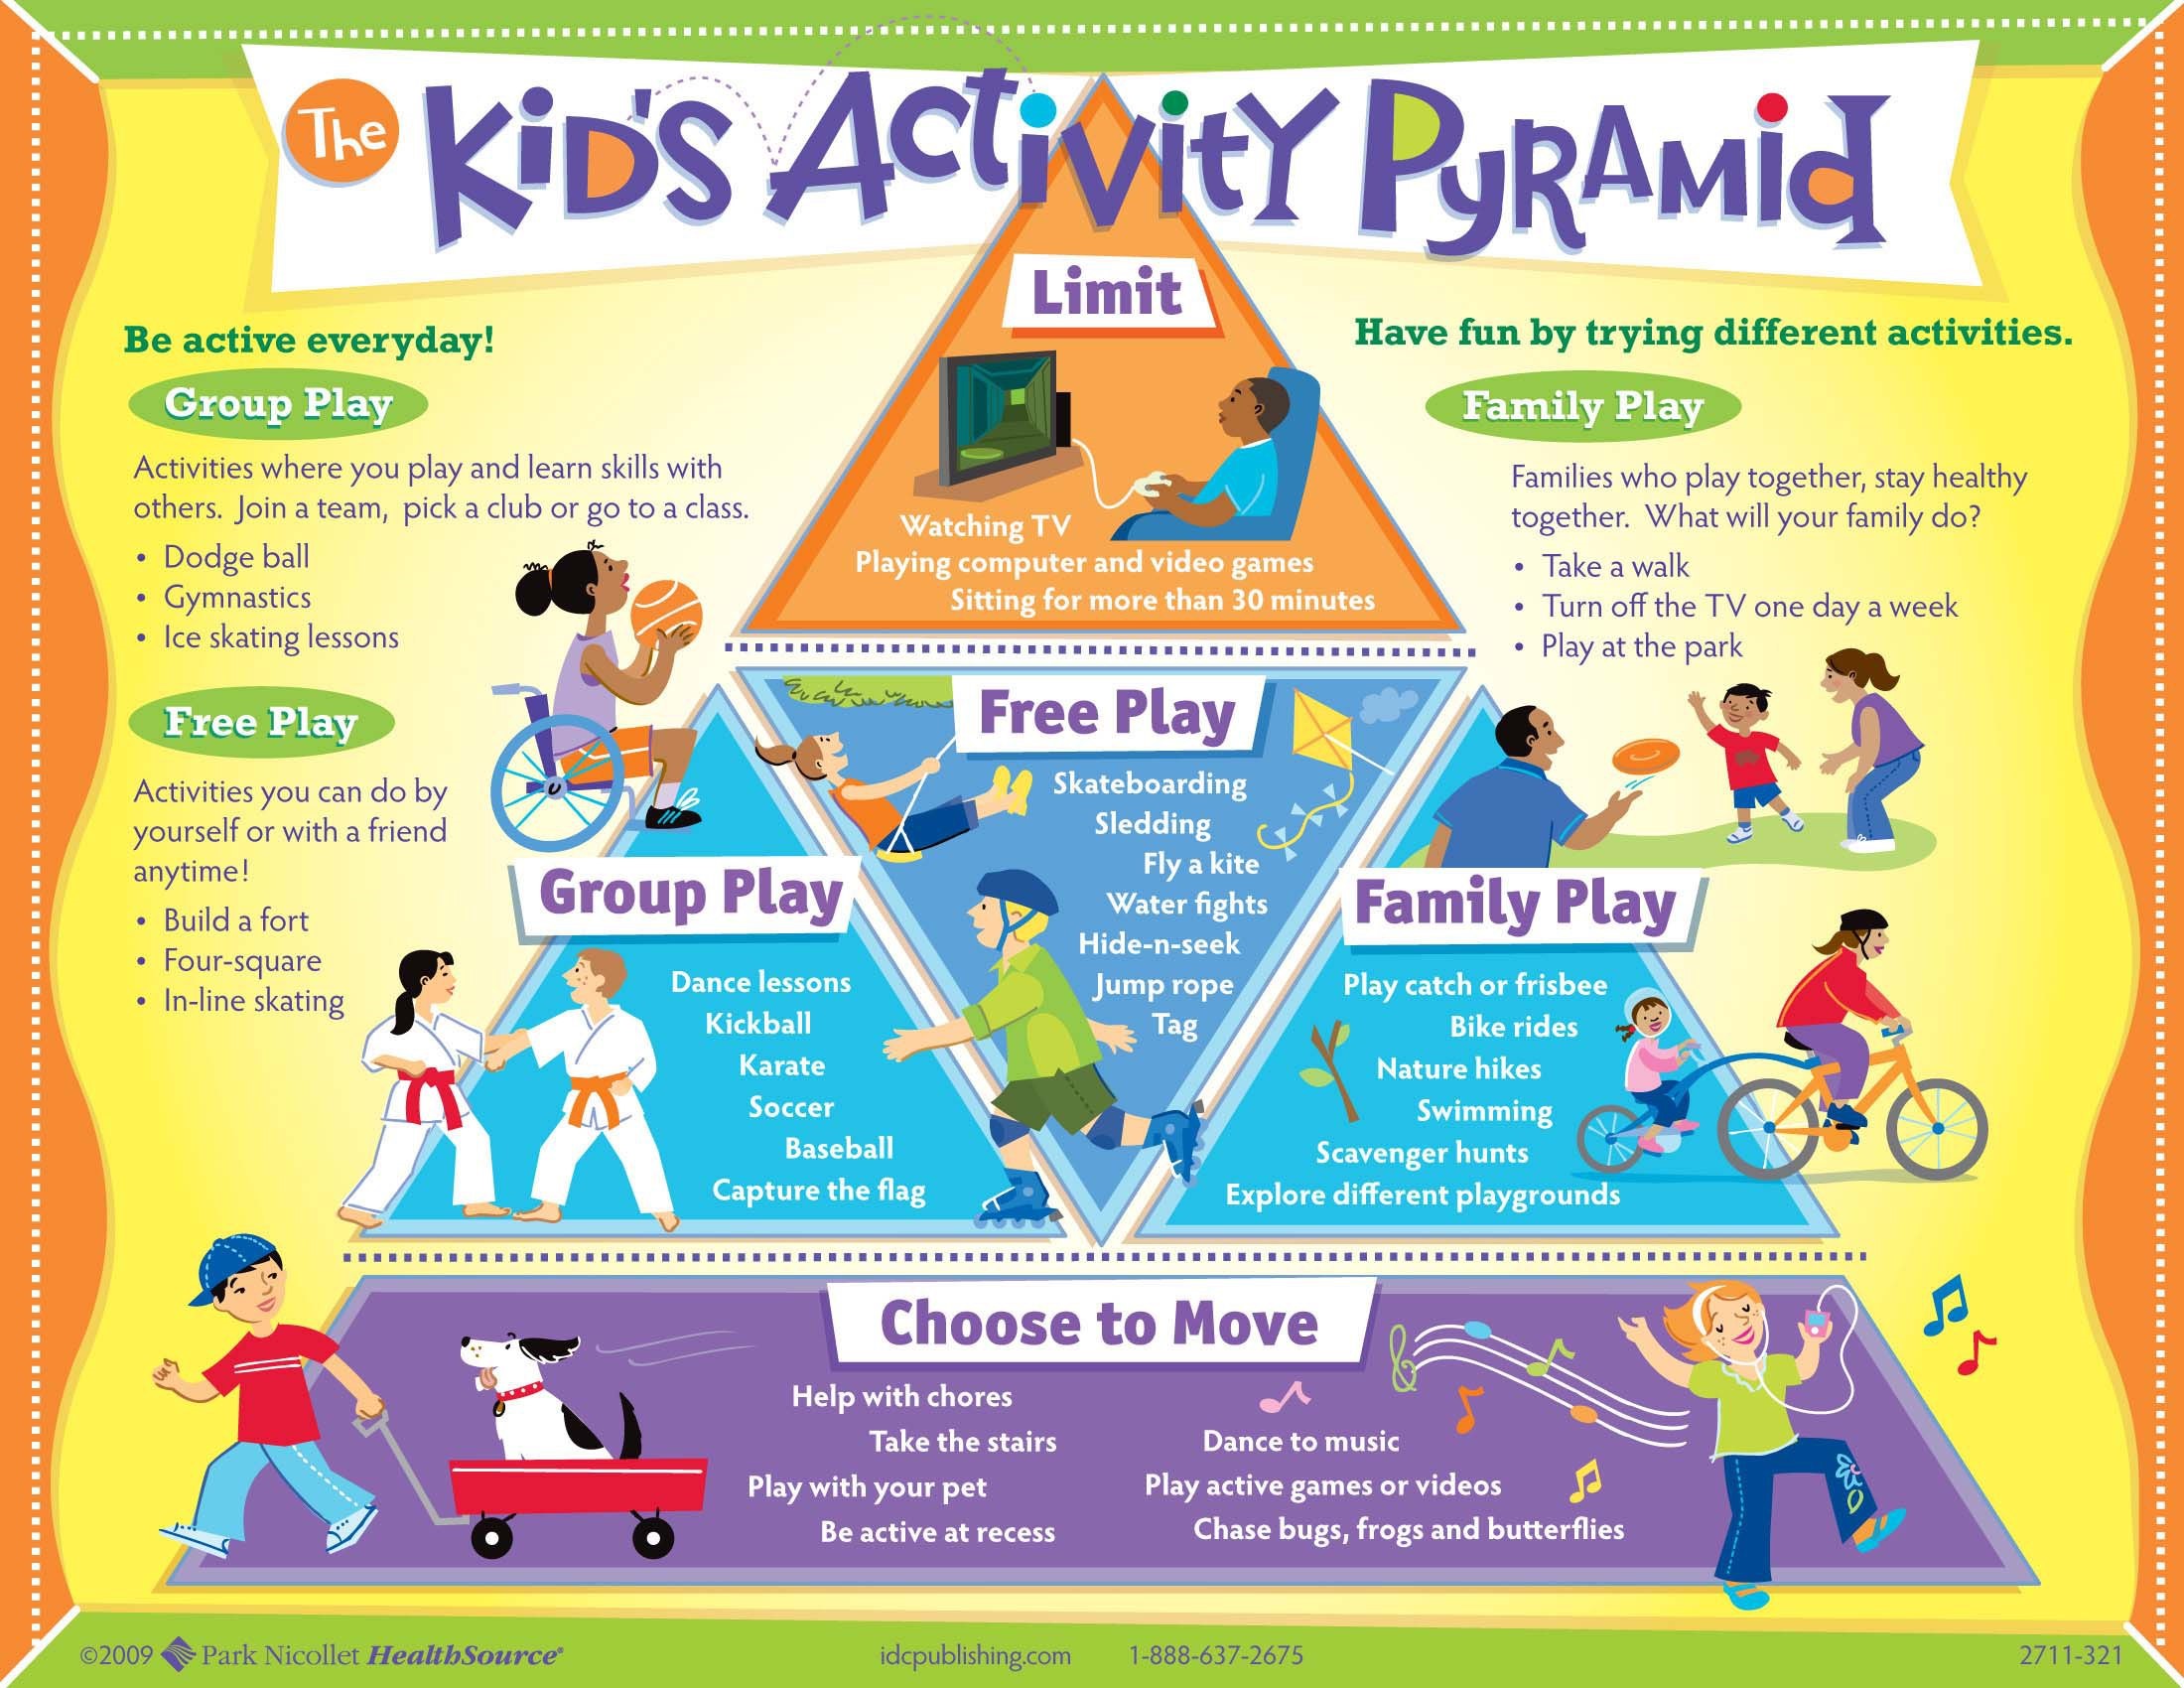 The Kid's Activity Pyramid
Be active everyday!
Group Play
Activities where you play and learn skills with
others. Join a team, pick a club or go to a class.
• Dodge ball
• Gymnastics
• Ice skating lessons
Free Play
Activities you can do by
yourself or with a friend
anytime!
• Build a fort
• Four-square
• In-line skating
Limit
Watching TV
Playing computer and video games
Sitting for more than 30 minutes
Have fun by trying different activities.
Family Play
Families who play together, stay healthy
together. What will your family do?
• Take a walk
• Turn off the TV one day a week
• Play at the park
Group Play
Dance lessons
Kickball
Karate
Soccer
Baseball
Capture the flag
Free Play
Skateboarding
Sledding
Fly a kite
Water fights
Hide-n-seek
Jump rope
Tag
Family Play
Play catch or frisbee
Bike rides
Nature hikes
Swimming
Scavenger hunts
Explore different playgrounds
Choose to Move
Help with chores
Take the stairs
Play with your pet
Be active at recess
Dance to music
Play active games or videos
Chase bugs, frogs and butterflies
©2009 Park Nicollet HealthSource®
idcpublishing.com 1-888-637-2675
2711-321